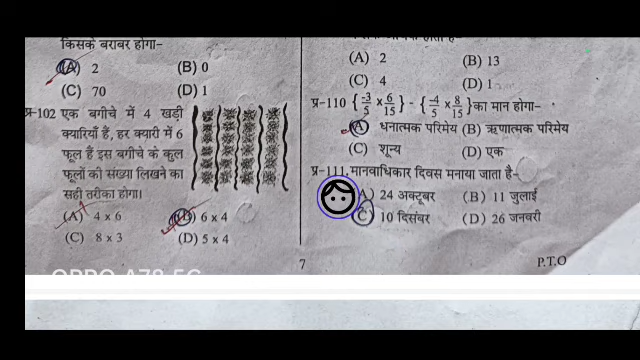 किसके बराबर होगा–
(A) 2 (B) 0
(C) 70 (D) 1
प्र-102 एक बगीचे में 4 खड़ी
क्यारियाँ हैं, हर क्यारी में 6
फूल हैं इस बगीचे के कुल
फूलों की संख्या लिखने का
सही तरीका होगा।
(A) 4 x 6 (B) 6 x 4
(C) 8 x 3 (D) 5 x 4
(A) 2 (B) 13
(C) 4 (D) 1
प्र-110 {-3/5 × 6/15} - {-4/5 × 8/15} का मान होगा–
(A) धनात्मक परिमेय (B) ऋणात्मक परिमेय
(C) शून्य (D) एक
प्र-111. मानवाधिकार दिवस मनाया जाता है–
A) 24 अक्टूबर (B) 11 जुलाई
(C) 10 दिसंबर (D) 26 जनवरी
7
P.T.O